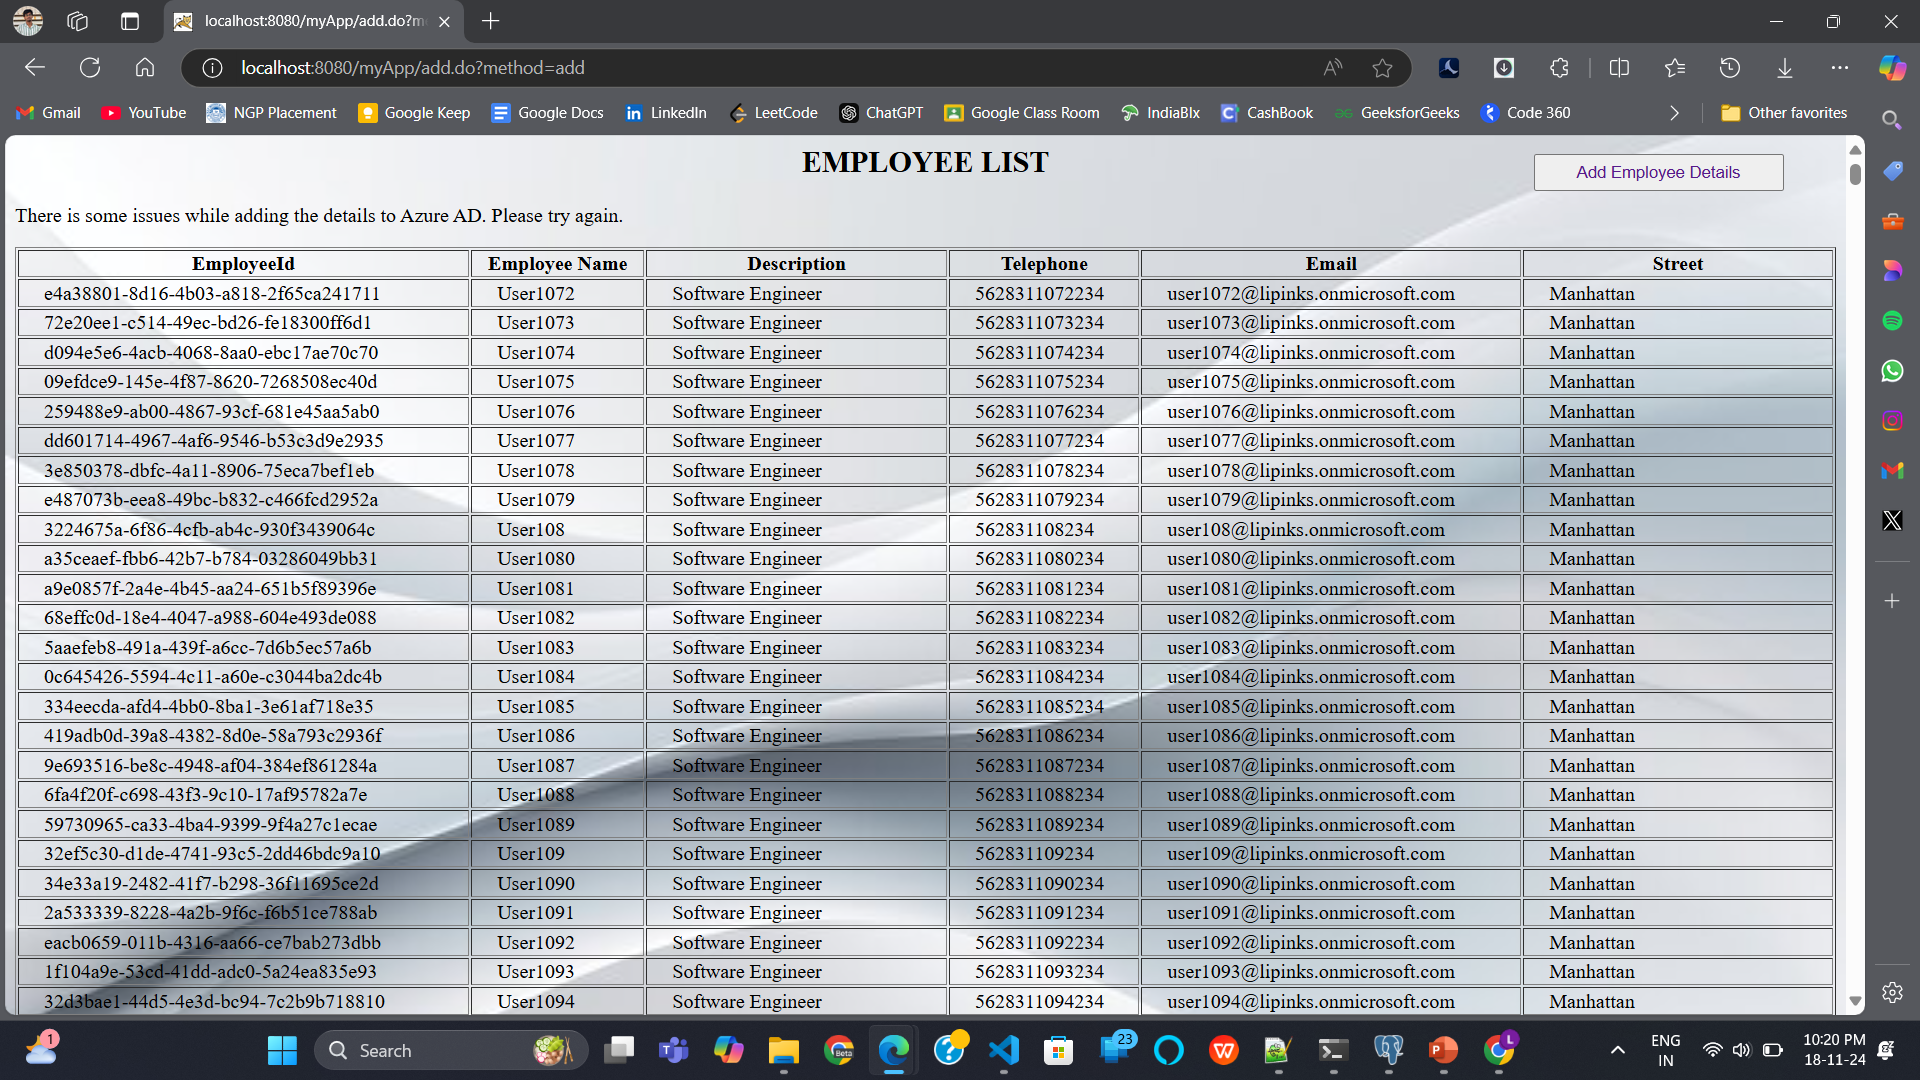 localhost:8080/myApp/add.do?m
localhost:8080/myApp/add.do?method=add
Gmail YouTube NGP Placement Google Keep Google Docs LinkedIn LeetCode ChatGPT Google Class Room IndiaBIx CashBook GeeksforGeeks Code 360 Other favorites
EMPLOYEE LIST
Add Employee Details
There is some issues while adding the details to Azure AD. Please try again.
EmployeeId Employee Name Description Telephone Email Street
e4a38801-8d16-4b03-a818-2f65ca241711 User1072 Software Engineer 5628311072234 user1072@lipinks.onmicrosoft.com Manhattan
72e20ee1-c514-49ec-bd26-fe18300ff6d1 User1073 Software Engineer 5628311073234 user1073@lipinks.onmicrosoft.com Manhattan
d094e5e6-4acb-4068-8aa0-ebc17ae70c70 User1074 Software Engineer 5628311074234 user1074@lipinks.onmicrosoft.com Manhattan
09efdce9-145e-4f87-8620-7268508ec40d User1075 Software Engineer 5628311075234 user1075@lipinks.onmicrosoft.com Manhattan
259488e9-ab00-4867-93cf-681e45aa5ab0 User1076 Software Engineer 5628311076234 user1076@lipinks.onmicrosoft.com Manhattan
dd601714-4967-4af6-9546-b53c3d9e2935 User1077 Software Engineer 5628311077234 user1077@lipinks.onmicrosoft.com Manhattan
3e850378-dbfc-4a11-8906-75eca7bef1eb User1078 Software Engineer 5628311078234 user1078@lipinks.onmicrosoft.com Manhattan
e487073b-eea8-49bc-b832-c466fcd2952a User1079 Software Engineer 5628311079234 user1079@lipinks.onmicrosoft.com Manhattan
3224675a-6f86-4cfb-ab4c-930f3439064c User108 Software Engineer 562831108234 user108@lipinks.onmicrosoft.com Manhattan
a35ceaef-fbb6-42b7-b784-03286049bb31 User1080 Software Engineer 5628311080234 user1080@lipinks.onmicrosoft.com Manhattan
a9e0857f-2a4e-4b45-aa24-651b5f89396e User1081 Software Engineer 5628311081234 user1081@lipinks.onmicrosoft.com Manhattan
68effc0d-18e4-4047-a988-604e493de088 User1082 Software Engineer 5628311082234 user1082@lipinks.onmicrosoft.com Manhattan
5aaefeb8-491a-439f-a6cc-7d6b5ec57a6b User1083 Software Engineer 5628311083234 user1083@lipinks.onmicrosoft.com Manhattan
0c645426-5594-4c11-a60e-c3044ba2dc4b User1084 Software Engineer 5628311084234 user1084@lipinks.onmicrosoft.com Manhattan
334eecda-afd4-4bb0-8ba1-3e61af718e35 User1085 Software Engineer 5628311085234 user1085@lipinks.onmicrosoft.com Manhattan
419adb0d-39a8-4382-8d0e-58a793c2936f User1086 Software Engineer 5628311086234 user1086@lipinks.onmicrosoft.com Manhattan
9e693516-be8c-4948-af04-384ef861284a User1087 Software Engineer 5628311087234 user1087@lipinks.onmicrosoft.com Manhattan
6fa4f20f-c698-43f3-9c10-17af95782a7e User1088 Software Engineer 5628311088234 user1088@lipinks.onmicrosoft.com Manhattan
59730965-ca33-4ba4-9399-9f4a27c1ecae User1089 Software Engineer 5628311089234 user1089@lipinks.onmicrosoft.com Manhattan
32ef5c30-d1de-4741-93c5-2dd46bdc9a10 User109 Software Engineer 562831109234 user109@lipinks.onmicrosoft.com Manhattan
34e33a19-2482-41f7-b298-36f11695ce2d User1090 Software Engineer 5628311090234 user1090@lipinks.onmicrosoft.com Manhattan
2a533339-8228-4a2b-9f6c-f6b51ce788ab User1091 Software Engineer 5628311091234 user1091@lipinks.onmicrosoft.com Manhattan
eacb0659-011b-4316-aa66-ce7bab273dbb User1092 Software Engineer 5628311092234 user1092@lipinks.onmicrosoft.com Manhattan
1f104a9e-53cd-41dd-adc0-5a24ea835e93 User1093 Software Engineer 5628311093234 user1093@lipinks.onmicrosoft.com Manhattan
32d3bae1-44d5-4e3d-bc94-7c2b9b718810 User1094 Software Engineer 5628311094234 user1094@lipinks.onmicrosoft.com Manhattan
1 Search Beta 23 L ENG 10:20 PM
IN 18-11-24